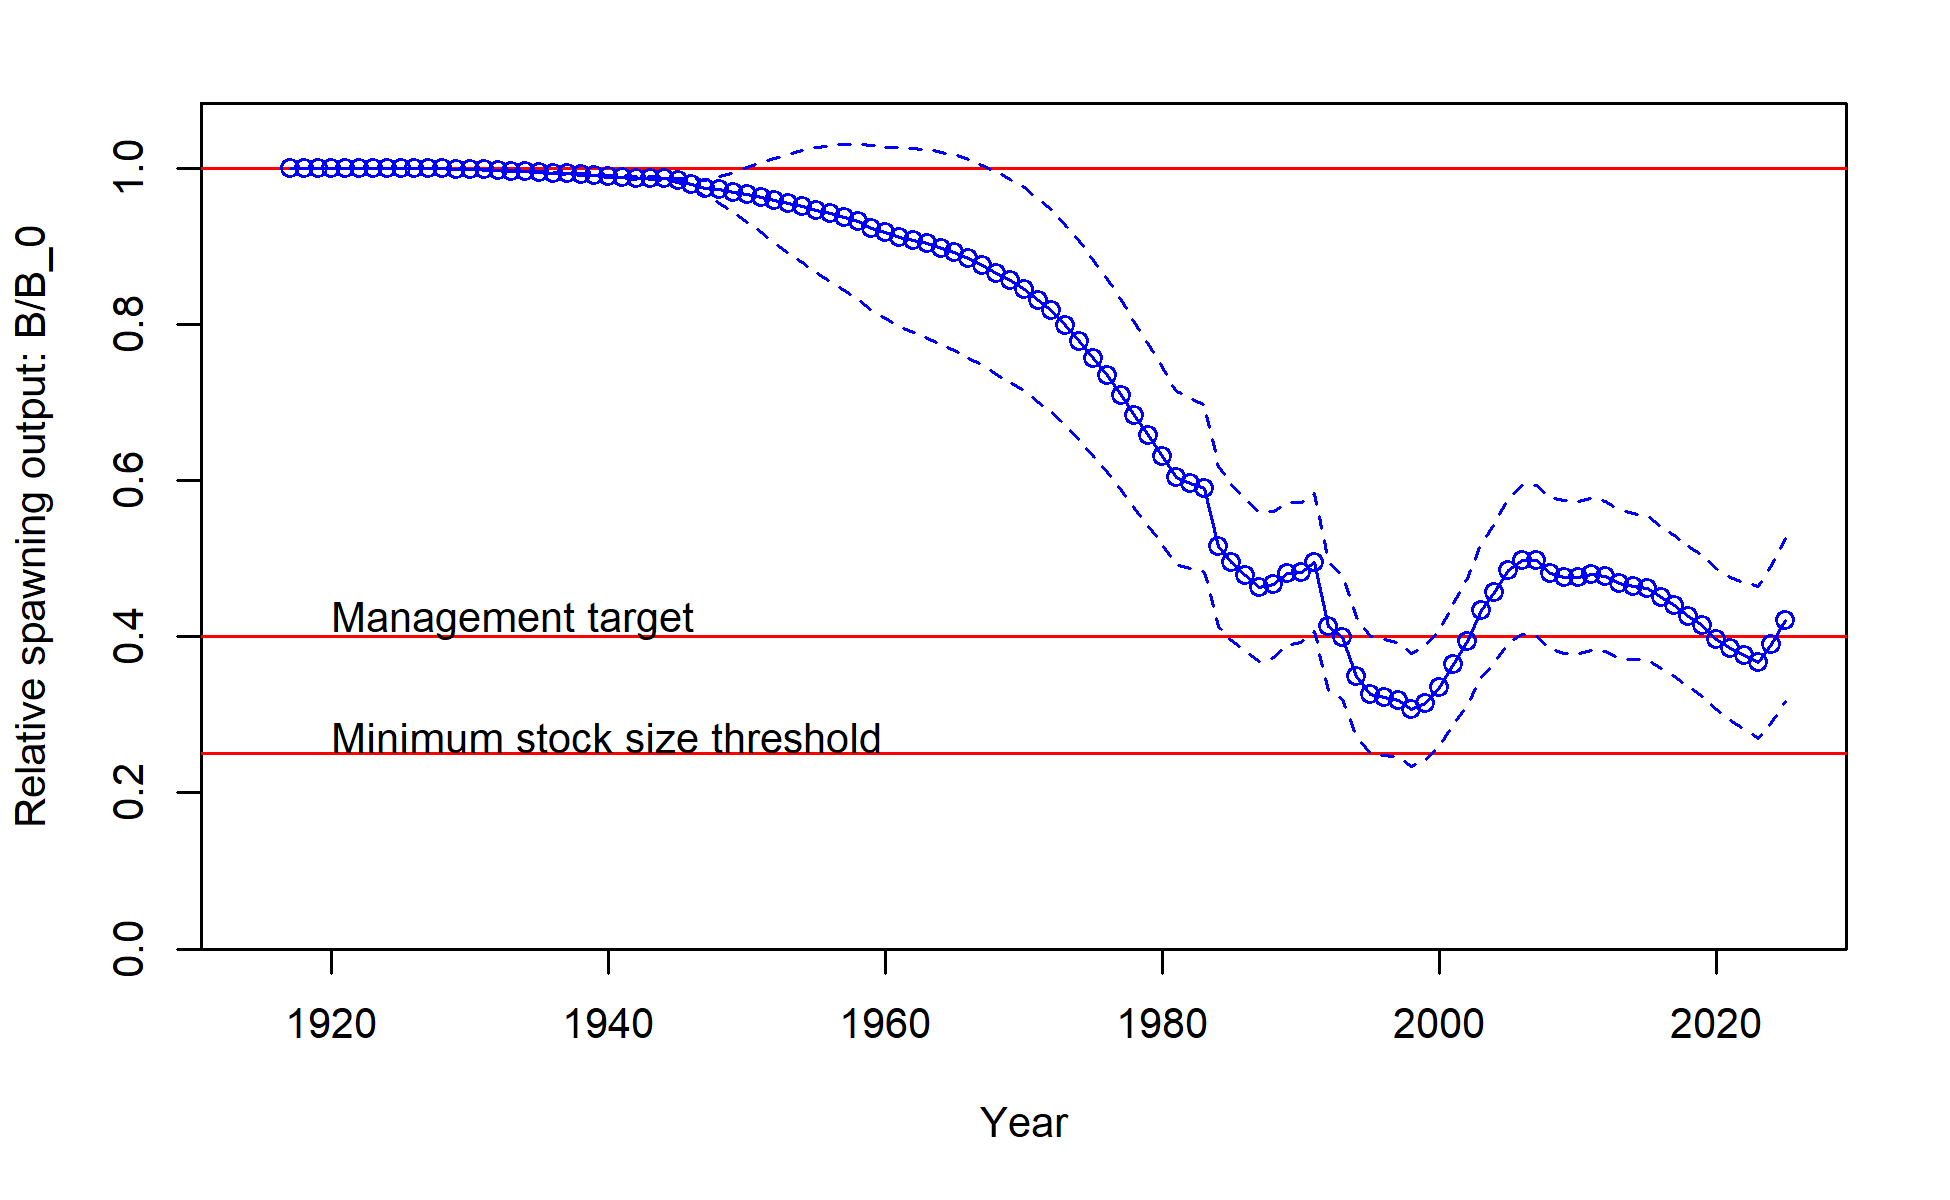 Relative spawning output: B/B_0
1.0
0.8
0.6
0.4
0.2
0.0
Management target
Minimum stock size threshold
1920 1940 1960 1980 2000 2020
Year